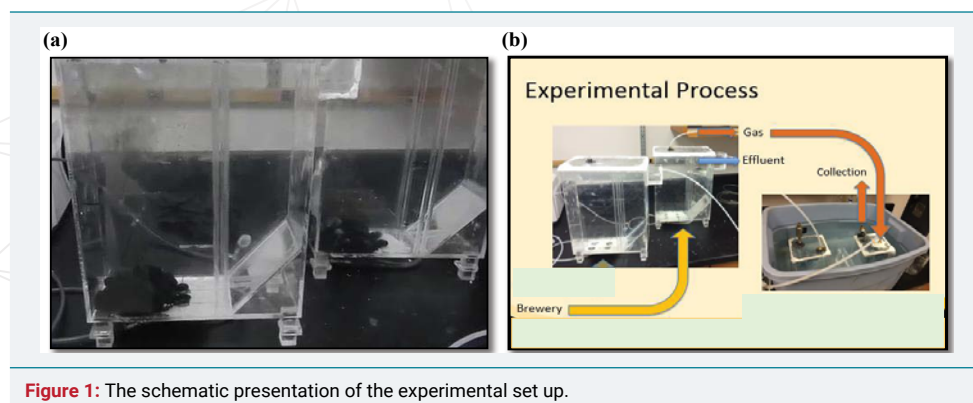 (a)
(b)
Experimental Process
Gas
Effluent
Collection
Brewery
Figure 1: The schematic presentation of the experimental set up.